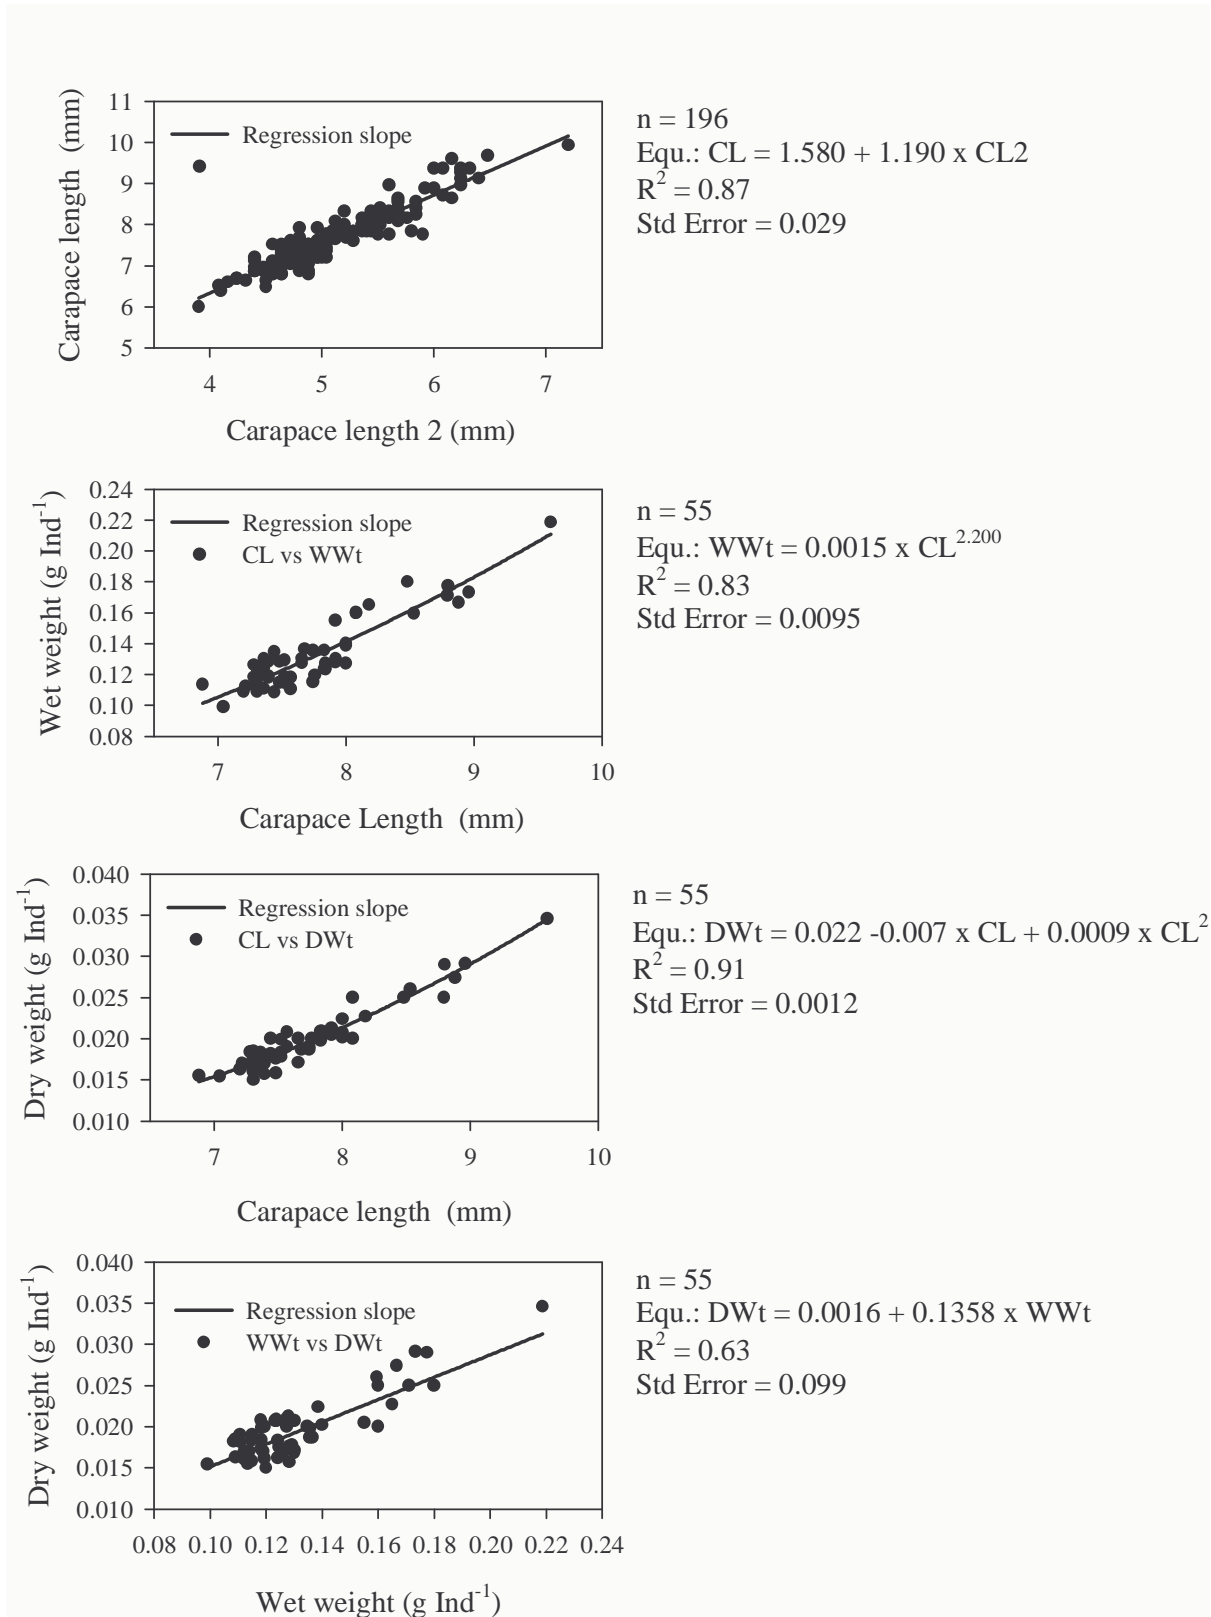 11
10
9
8
7
6
5
Carapace length (mm)
Regression slope
4 5 6 7
Carapace length 2 (mm)
n = 196
Equ.: CL = 1.580 + 1.190 x CL2
R² = 0.87
Std Error = 0.029
0.24
0.22
0.20
0.18
0.16
0.14
0.12
0.10
0.08
Wet weight (g Ind⁻¹)
Regression slope
CL vs WWt
7 8 9 10
Carapace Length (mm)
n = 55
Equ.: WWt = 0.0015 x CL²·²⁰⁰
R² = 0.83
Std Error = 0.0095
0.040
0.035
0.030
0.025
0.020
0.015
0.010
Dry weight (g Ind⁻¹)
Regression slope
CL vs DWt
7 8 9 10
Carapace length (mm)
n = 55
Equ.: DWt = 0.022 -0.007 x CL + 0.0009 x CL²
R² = 0.91
Std Error = 0.0012
0.040
0.035
0.030
0.025
0.020
0.015
0.010
Dry weight (g Ind⁻¹)
Regression slope
WWt vs DWt
0.08 0.10 0.12 0.14 0.16 0.18 0.20 0.22 0.24
Wet weight (g Ind⁻¹)
n = 55
Equ.: DWt = 0.0016 + 0.1358 x WWt
R² = 0.63
Std Error = 0.099